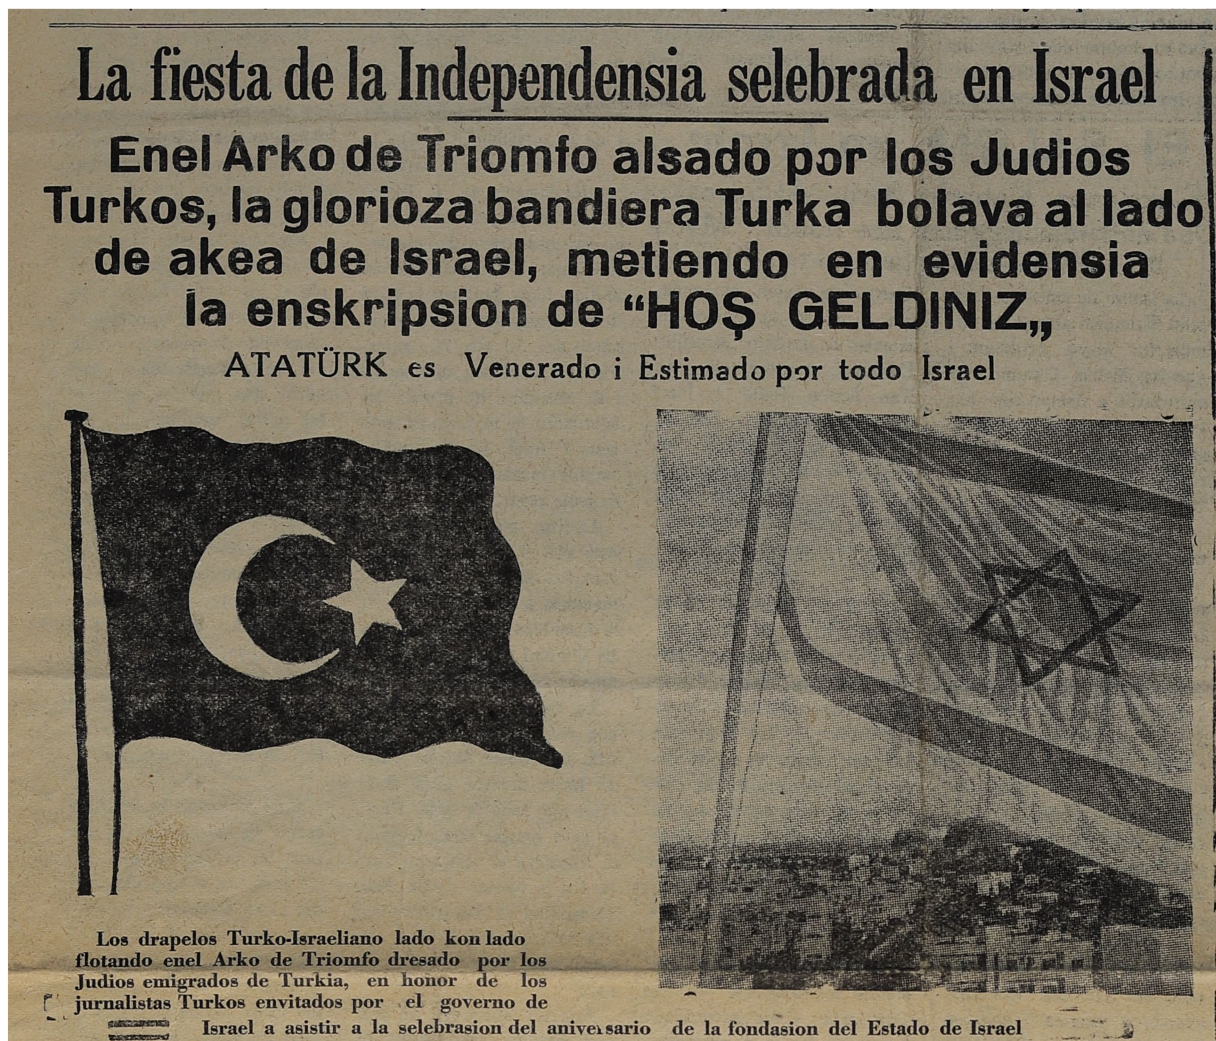 La fiesta de la Independensia selebrada en Israel
Enel Arko de Triomfo alsado por los Judios
Turkos, la glorioza bandiera Turka bolava al lado
de akea de Israel, metiendo en evidensia
la enskripsion de “HOŞ GELDINIZ„
ATATÜRK es Venerado i Estimado por todo Israel
Los drapelos Turko-Israeliano lado kon lado
flotando enel Arko de Triomfo dresado por los
Judios emigrados de Turkia, en honor de los
jurnalistas Turkos envitados por el governo de
Israel a asistir a la selebrasion del aniversario de la fondasion del Estado de Israel